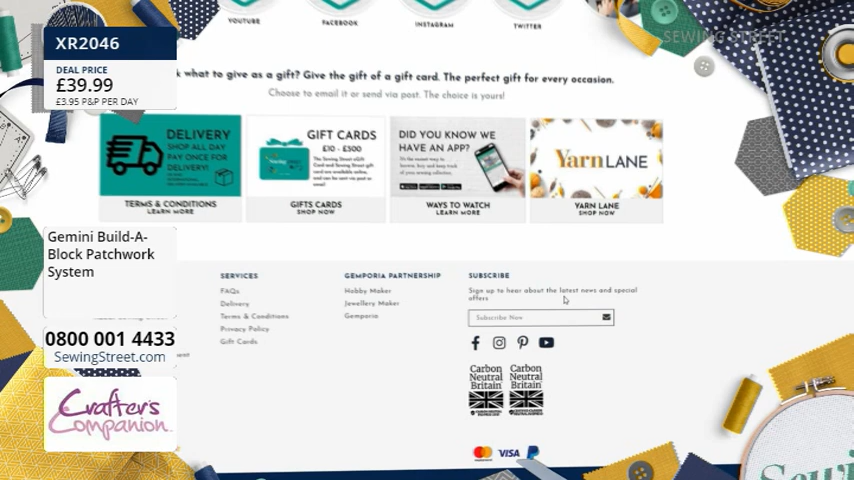 YOUTUBE
FACEBOOK
INSTAGRAM
TWITTER
SEWING STREET
XR2046
DEAL PRICE
£39.99
£3.95 P&P PER DAY
k what to give as a gift? Give the gift of a gift card. The perfect gift for every occasion.
Choose to email it or send via post. The choice is yours!
DELIVERY
SHOP ALL DAY
PAY ONCE FOR
DELIVERY!
TERMS & CONDITIONS
LEARN MORE
GIFT CARDS
£10 - £500
GIFTS CARDS
SHOP NOW
DID YOU KNOW WE
HAVE AN APP?
WAYS TO WATCH
LEARN MORE
Yarn LANE
YARN LANE
SHOP NOW
Gemini Build-A-
Block Patchwork
System
0800 001 4433
SewingStreet.com
Crafter's
Companion
SERVICES
FAQs
Delivery
Terms & Conditions
Privacy Policy
Gift Cards
GEMPORIA PARTNERSHIP
Hobby Maker
Jewellery Maker
Gemporia
SUBSCRIBE
Sign up to hear about the latest news and special
offers
Subscribe Now
Carbon
Neutral
Britain
Carbon
Neutral
Britain
VISA